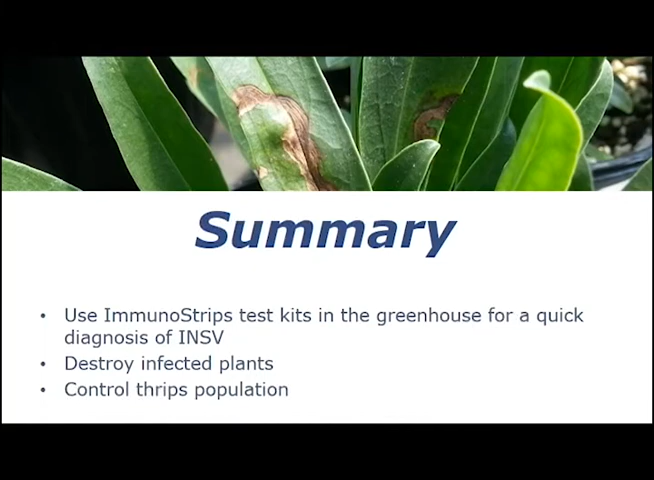 Summary
• Use ImmunoStrips test kits in the greenhouse for a quick
diagnosis of INSV
• Destroy infected plants
• Control thrips population